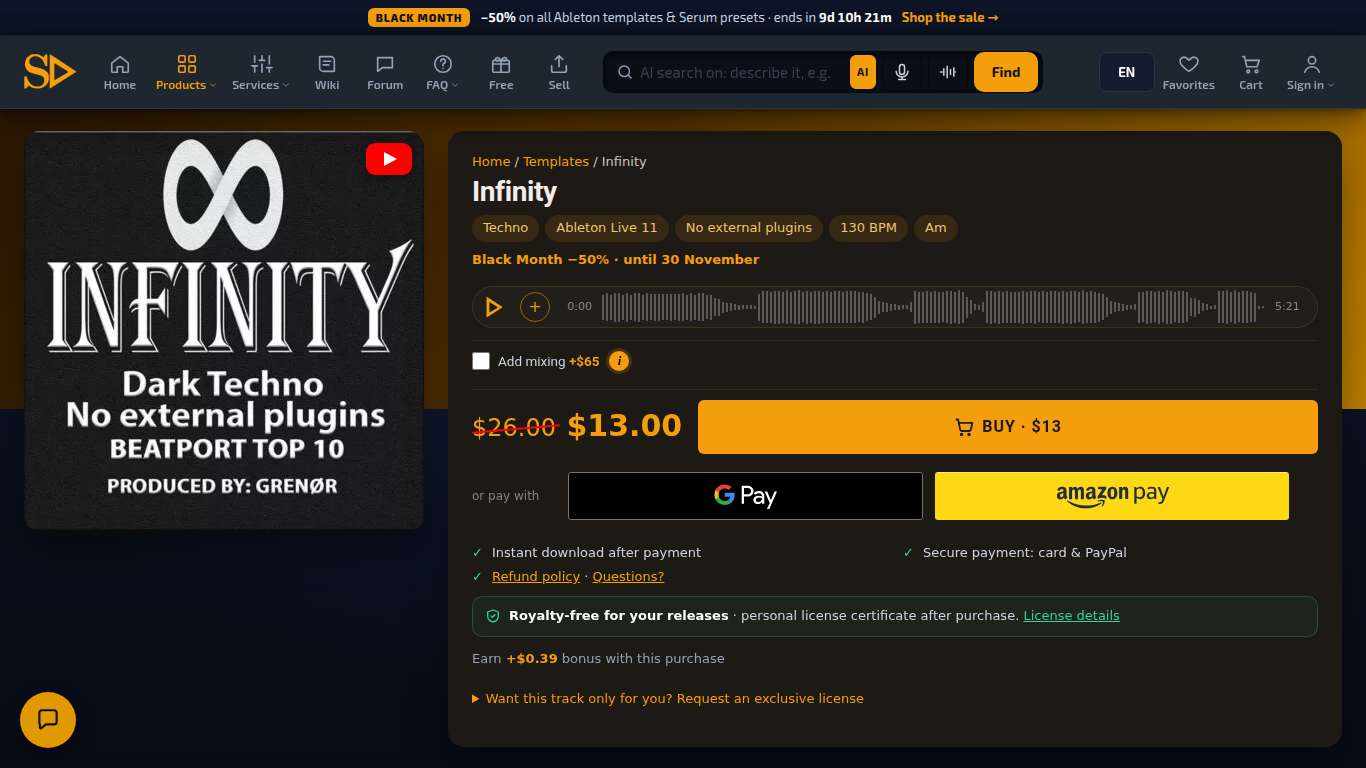 BLACK MONTH −50% on all Ableton templates & Serum presets · ends in 9d 10h 21m Shop the sale →
SD Home Products Services Wiki Forum FAQ Free Sell AI search on: describe it, e.g. AI Find EN Favorites Cart Sign in
INFINITY
Dark Techno
No external plugins
BEATPORT TOP 10
PRODUCED BY: GRENØR
Home / Templates / Infinity
Infinity
Techno Ableton Live 11 No external plugins 130 BPM Am
Black Month −50% · until 30 November
0:00 5:21
Add mixing +$65 i
$26.00 $13.00 BUY · $13
or pay with G Pay amazon pay
✓ Instant download after payment ✓ Secure payment: card & PayPal
✓ Refund policy · Questions?
Royalty-free for your releases · personal license certificate after purchase. License details
Earn +$0.39 bonus with this purchase
Want this track only for you? Request an exclusive license